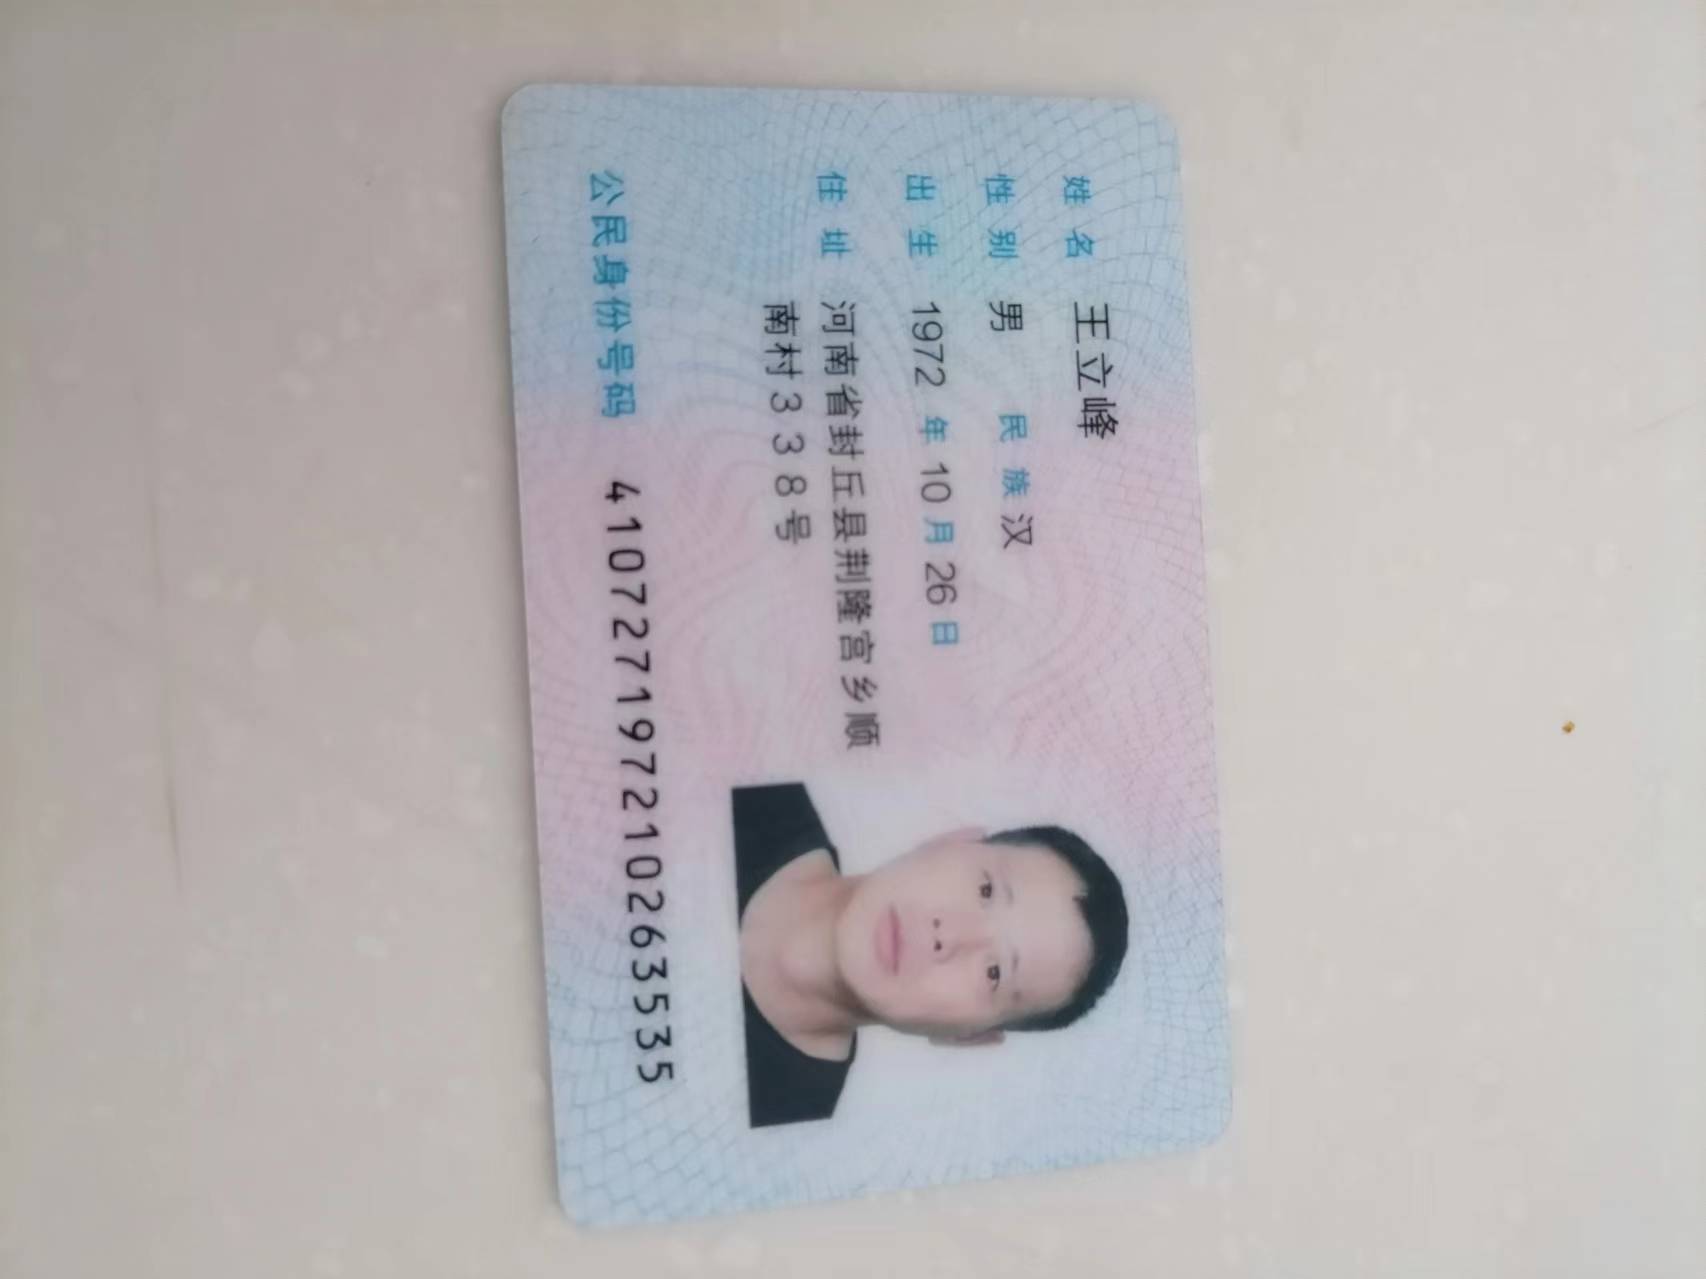 姓名 王立峰
性别 男 民族 汉
出生 1972 年 10 月 26 日
住址 河南省封丘县荆隆宫乡顺
南村338号
公民身份号码 410727197210263535